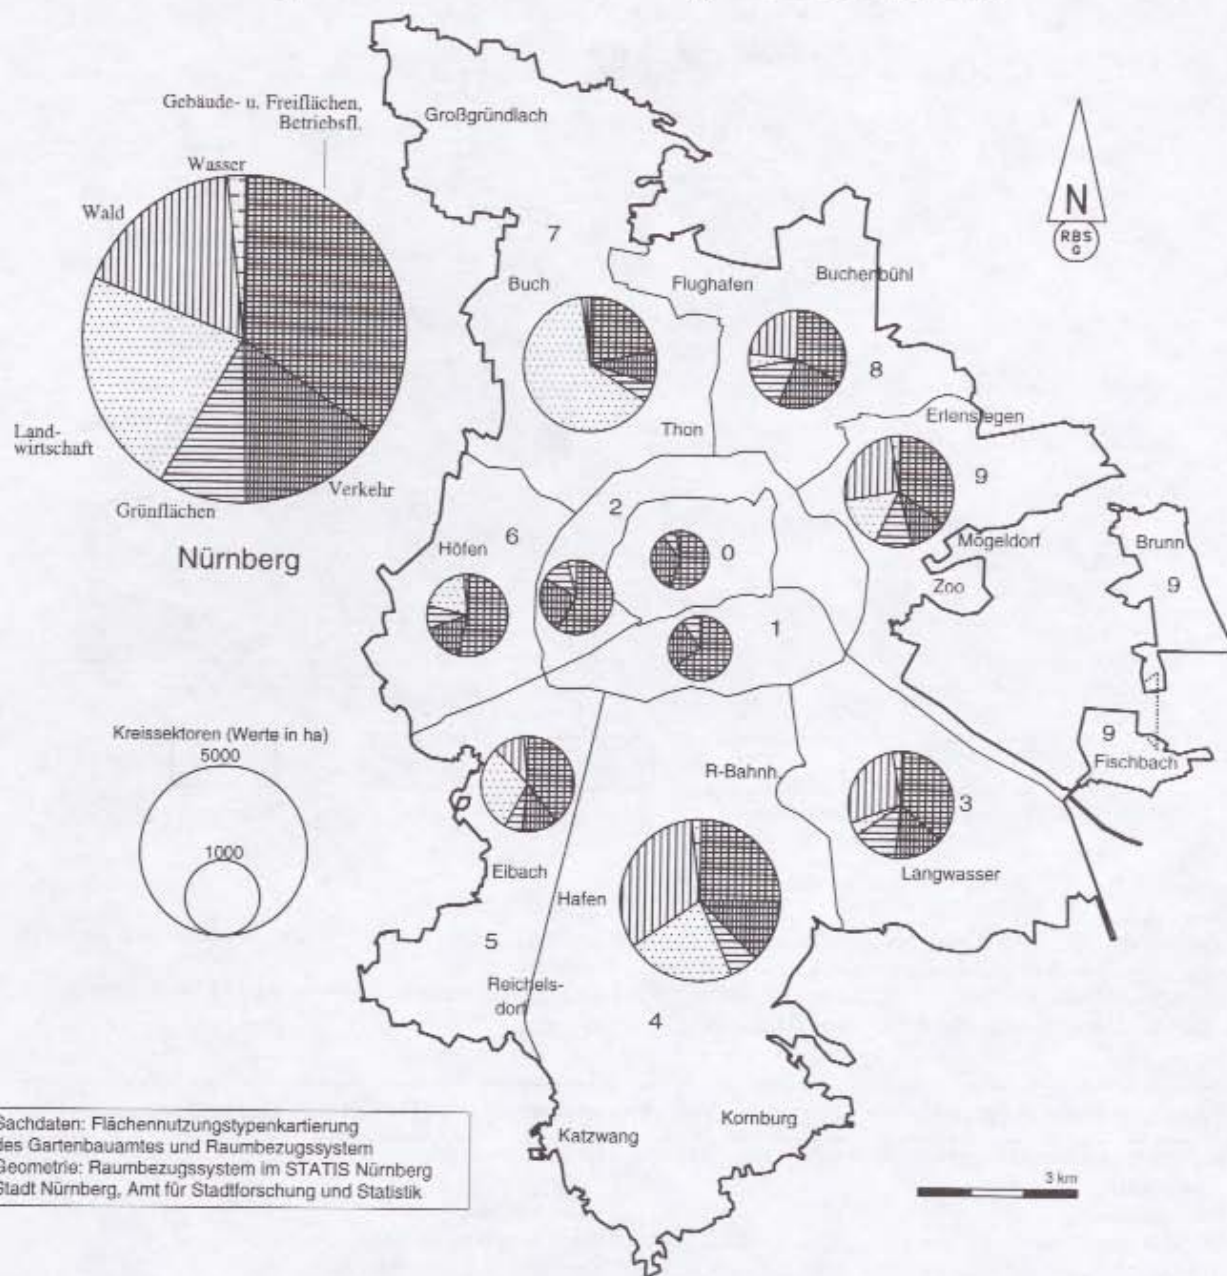 Großgründlach
Gebäude- u. Freiflächen,
Betriebsfl.
Wasser
Wald
N
RBS
G
7
Buch
Flughafen
Buchenbühl
8
Thon
Erlenstegen
Land-
wirtschaft
Verkehr
Grünflächen
Nürnberg
2
9
Höfen
6
0
Mögeldorf
Brunn
9
Zoo
1
Kreissektoren (Werte in ha)
5000
1000
9
Fischbach
R-Bahnh.
3
Eibach
Hafen
Langwasser
5
Reichels-
dorf
4
Kornburg
Katzwang
Sachdaten: Flächennutzungstypenkartierung
des Gartenbauamtes und Raumbezugssystem
Geometrie: Raumbezugssystem im STATIS Nürnberg
Stadt Nürnberg, Amt für Stadtforschung und Statistik
3 km